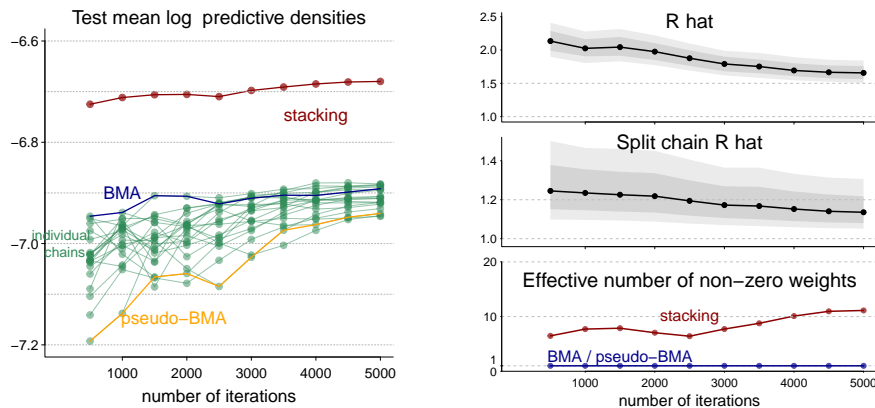 Test mean log predictive densities
−6.6
−6.8
−7.0
−7.2
stacking
BMA
individual
chains
pseudo−BMA
1000
2000
3000
4000
5000
number of iterations
R hat
2.5
2.0
1.5
1.0
Split chain R hat
1.4
1.2
1.0
Effective number of non−zero weights
20
10
1
1
stacking
BMA / pseudo−BMA
1000
2000
3000
4000
5000
number of iterations